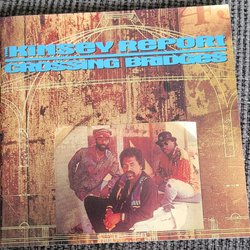 THE KINSEY REPORT
CROSSING BRIDGES